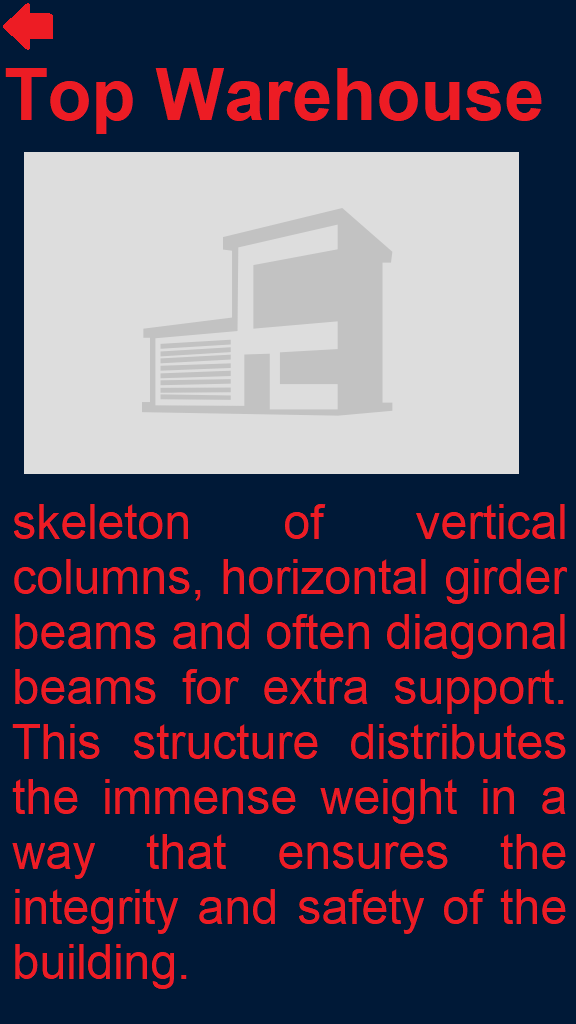 Top Warehouse
skeleton of vertical
columns, horizontal girder
beams and often diagonal
beams for extra support.
This structure distributes
the immense weight in a
way that ensures the
integrity and safety of the
building.